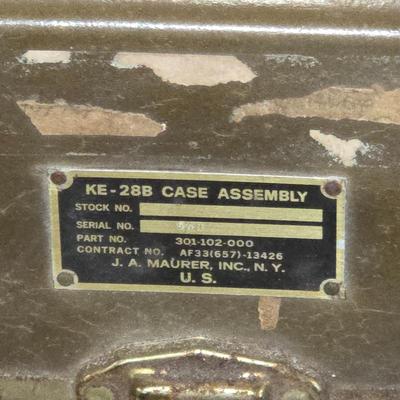 KE-28B CASE ASSEMBLY
STOCK NO.
SERIAL NO.
PART NO. 301-102-000
CONTRACT NO. AF33(657)-13426
J. A. MAURER, INC., N. Y.
U. S.